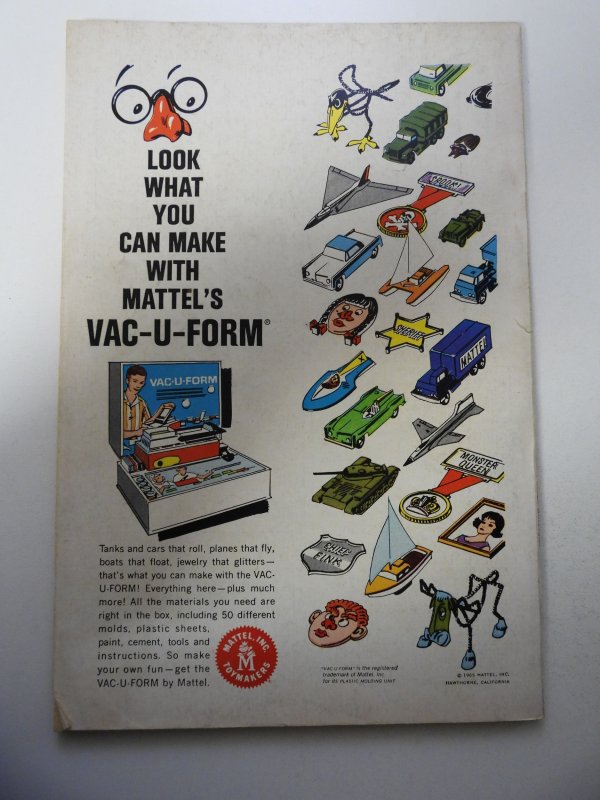 LOOK
WHAT
YOU
CAN MAKE
WITH
MATTEL'S
VAC-U-FORM®
VAC-U-FORM
Tanks and cars that roll, planes that fly,
boats that float, jewelry that glitters—
that's what you can make with the VAC-
U-FORM! Everything here—plus much
more! All the materials you need are
right in the box, including 50 different
molds, plastic sheets,
paint, cement, tools and
instructions. So make
your own fun—get the
VAC-U-FORM by Mattel.
MATTEL, INC.
M
TOYMAKERS
SPOOKY
SHERIFF
MATTEL
MONSTER
QUEEN
CHIEF
FINK
"VAC-U-FORM" is the registered
trademark of Mattel, Inc.
for its PLASTIC MOLDING UNIT
© 1965 MATTEL, INC.
HAWTHORNE, CALIFORNIA